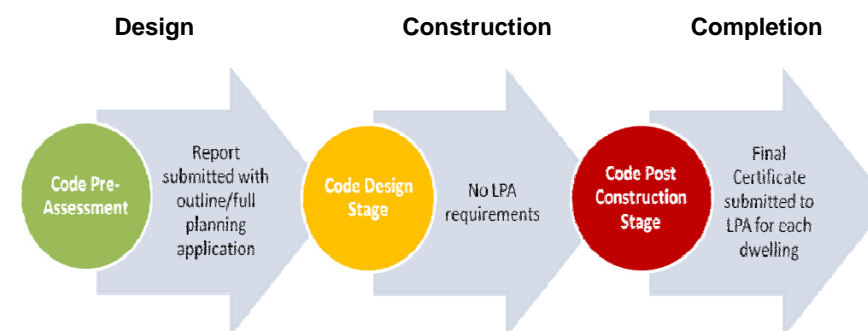 Design
Construction
Completion
Code Pre-
Assessment
Report
submitted with
outline/full
planning
application
Code Design
Stage
No LPA
requirements
Code Post
Construction
Stage
Final
Certificate
submitted to
LPA for each
dwelling